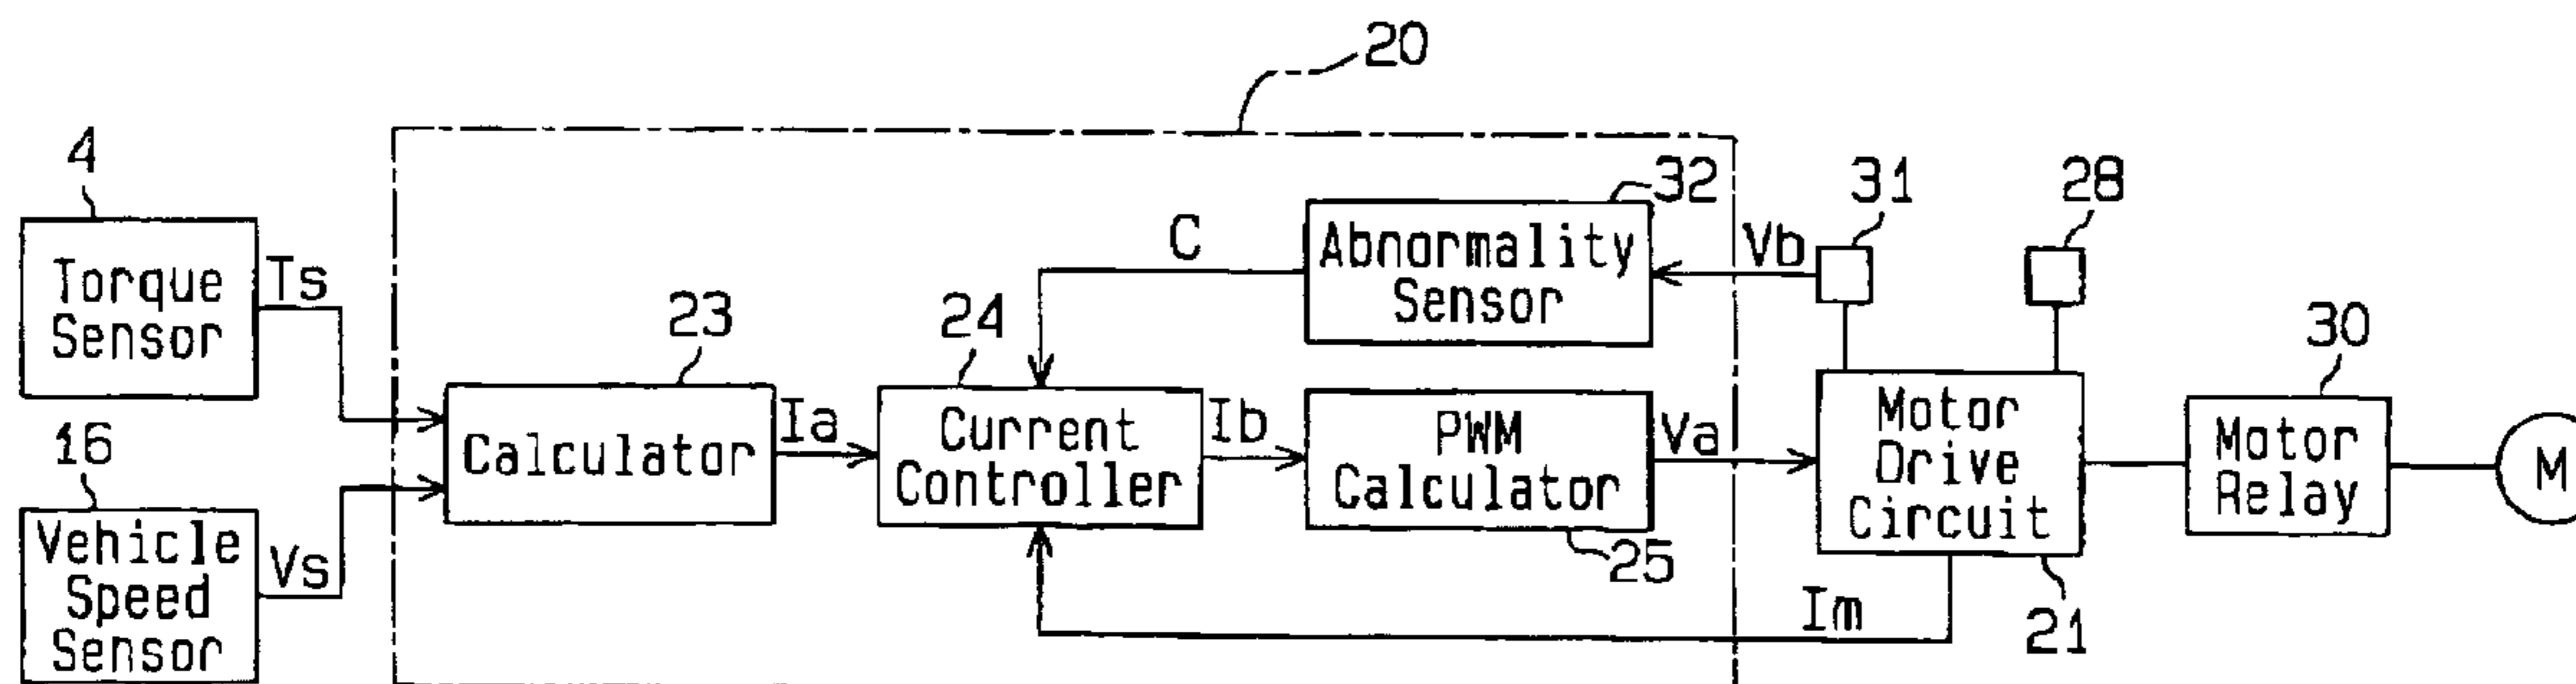 20
4
32
31
28
Torque
Sensor
Ts
C
Abnormality
Sensor
Vb
23
24
30
16
Calculator
Ia
Current
Controller
Ib
PWM
Calculator
Va
Motor
Drive
Circuit
Motor
Relay
M
Vehicle
Speed
Sensor
Vs
25
Im
21